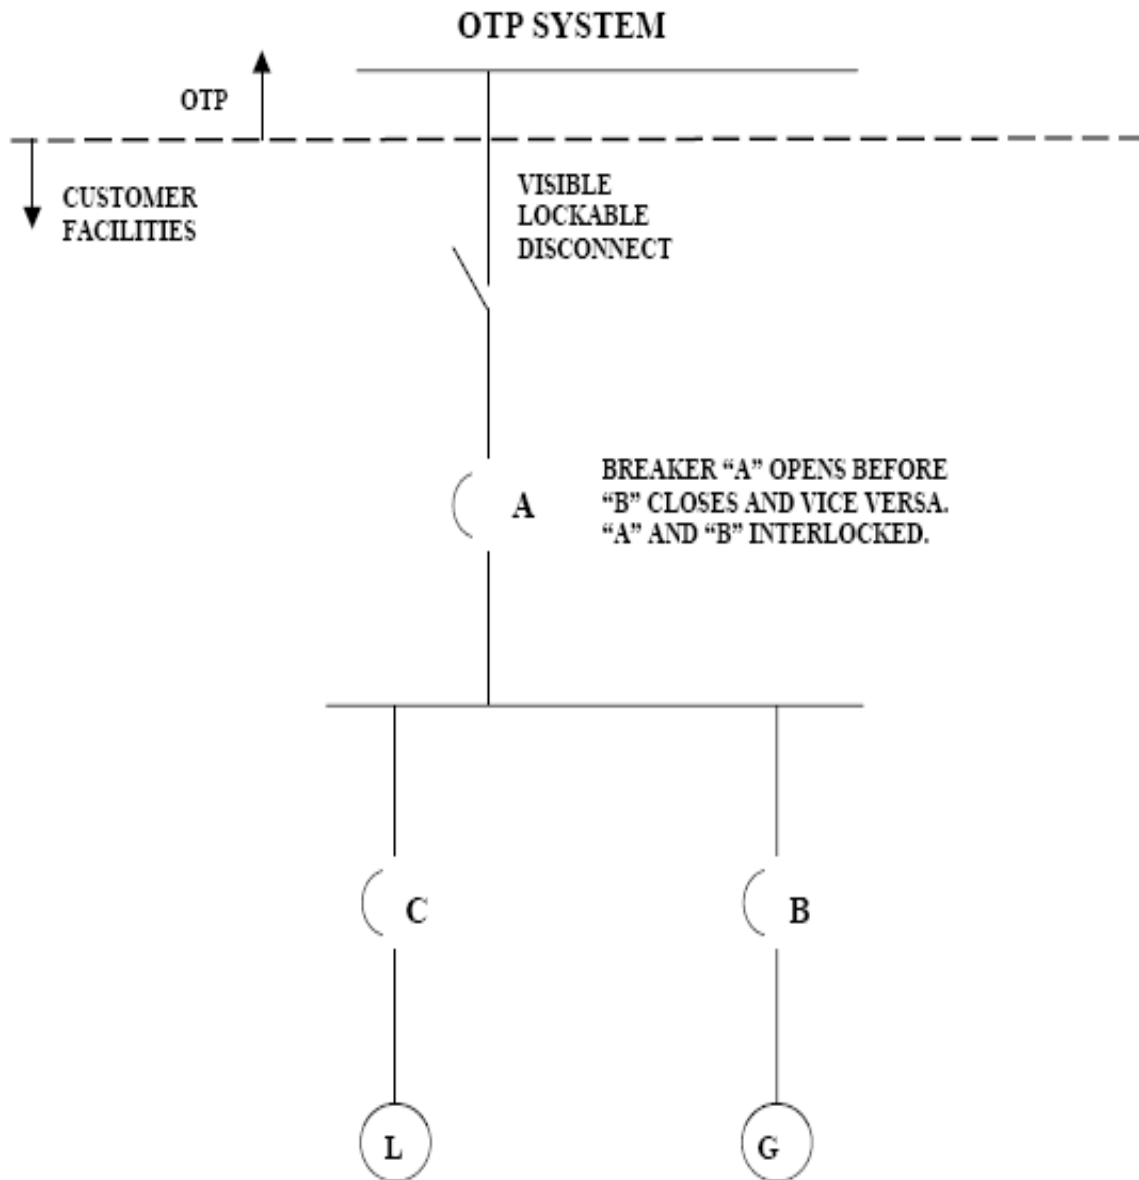 OTP SYSTEM
OTP
CUSTOMER
FACILITIES
VISIBLE
LOCKABLE
DISCONNECT
A
BREAKER “A” OPENS BEFORE
“B” CLOSES AND VICE VERSA.
“A” AND “B” INTERLOCKED.
C
B
L
G